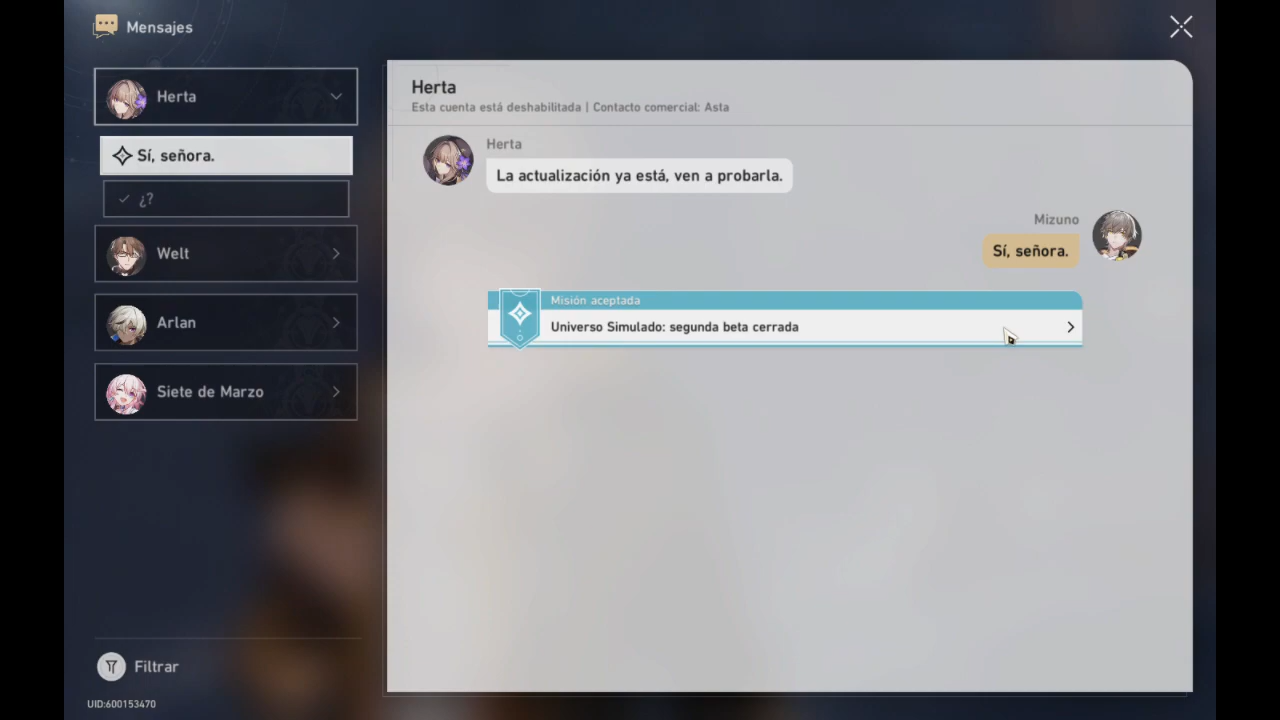 Mensajes
Herta
Sí, señora.
¿?
Welt
Arlan
Siete de Marzo
Filtrar
UID:600153470
Herta
Esta cuenta está deshabilitada | Contacto comercial: Asta
Herta
La actualización ya está, ven a probarla.
Mizuno
Sí, señora.
Misión aceptada
Universo Simulado: segunda beta cerrada